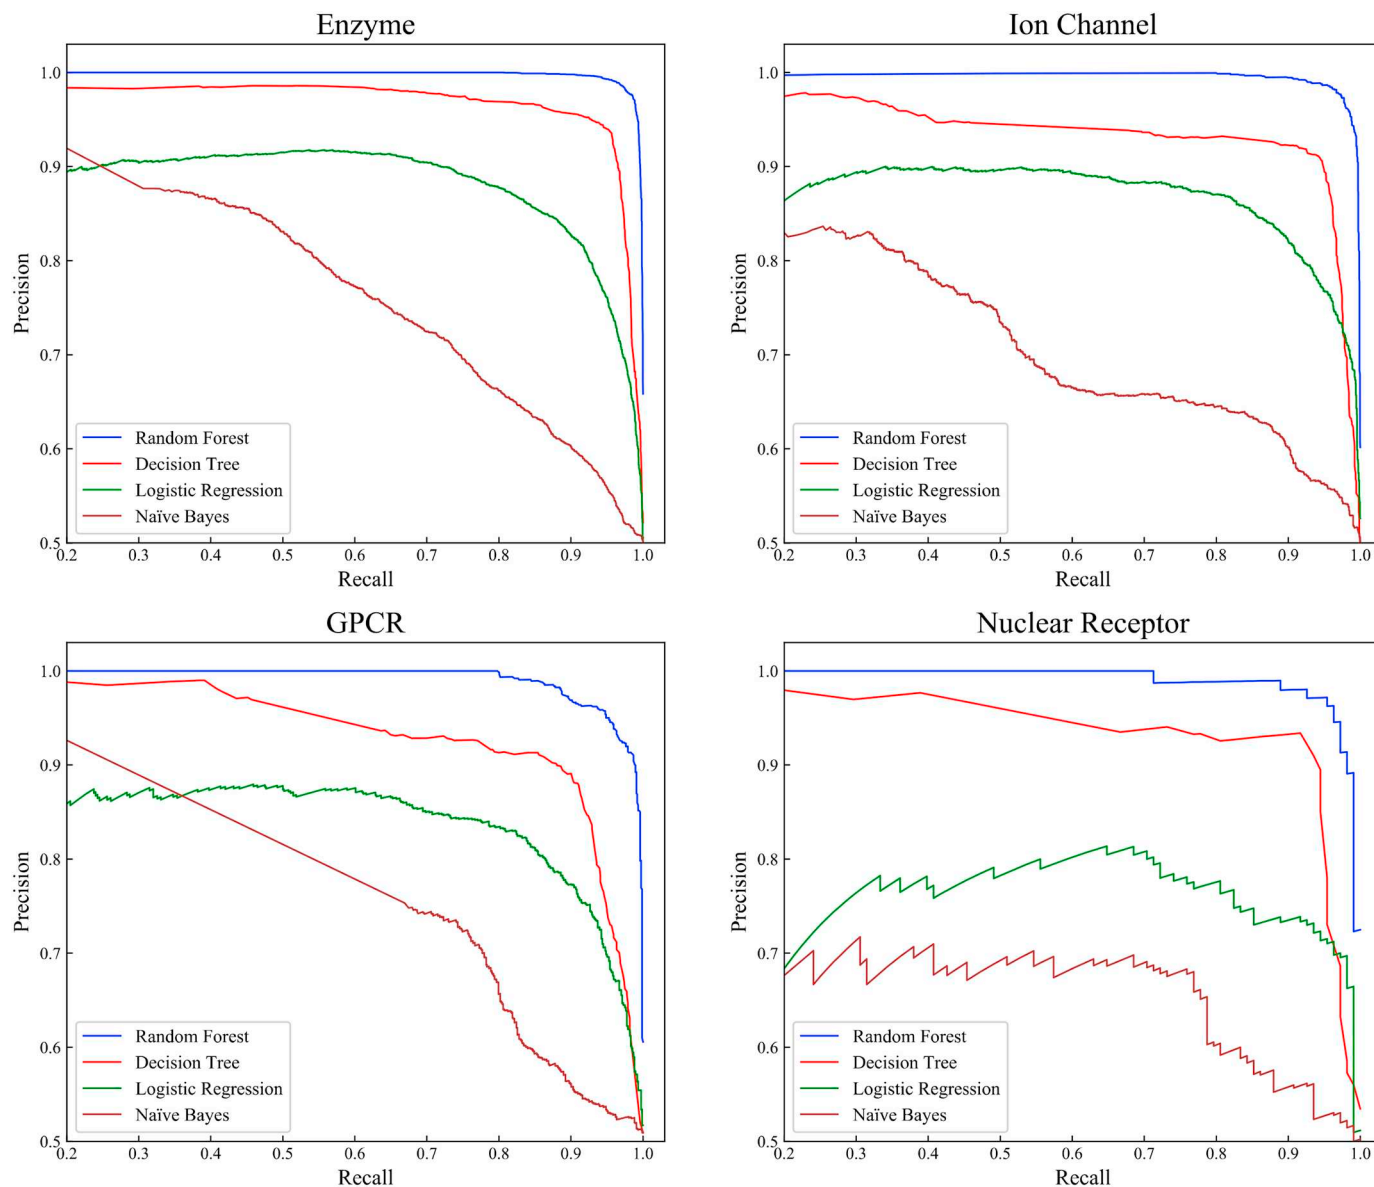 Enzyme
1.0
0.9
0.8
0.7
0.6
0.5
Precision
Random Forest
Decision Tree
Logistic Regression
Naïve Bayes
0.2 0.3 0.4 0.5 0.6 0.7 0.8 0.9 1.0
Recall
Ion Channel
1.0
0.9
0.8
0.7
0.6
0.5
Precision
Random Forest
Decision Tree
Logistic Regression
Naïve Bayes
0.2 0.3 0.4 0.5 0.6 0.7 0.8 0.9 1.0
Recall
GPCR
1.0
0.9
0.8
0.7
0.6
0.5
Precision
Random Forest
Decision Tree
Logistic Regression
Naïve Bayes
0.2 0.3 0.4 0.5 0.6 0.7 0.8 0.9 1.0
Recall
Nuclear Receptor
1.0
0.9
0.8
0.7
0.6
0.5
Precision
Random Forest
Decision Tree
Logistic Regression
Naïve Bayes
0.2 0.3 0.4 0.5 0.6 0.7 0.8 0.9 1.0
Recall